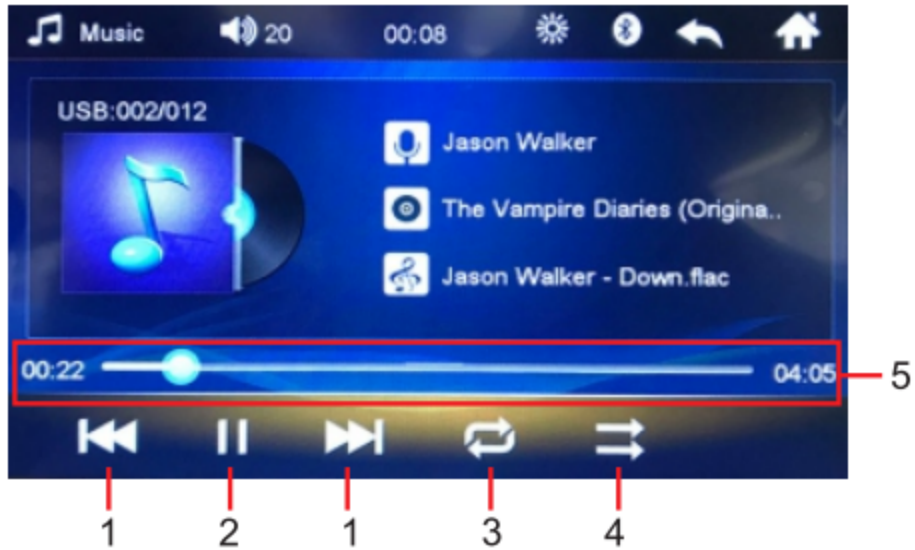 Music 20 00:08
USB:002/012
Jason Walker
The Vampire Diaries (Origina..
Jason Walker - Down.flac
00:22 04:05 5
1 2 1 3 4